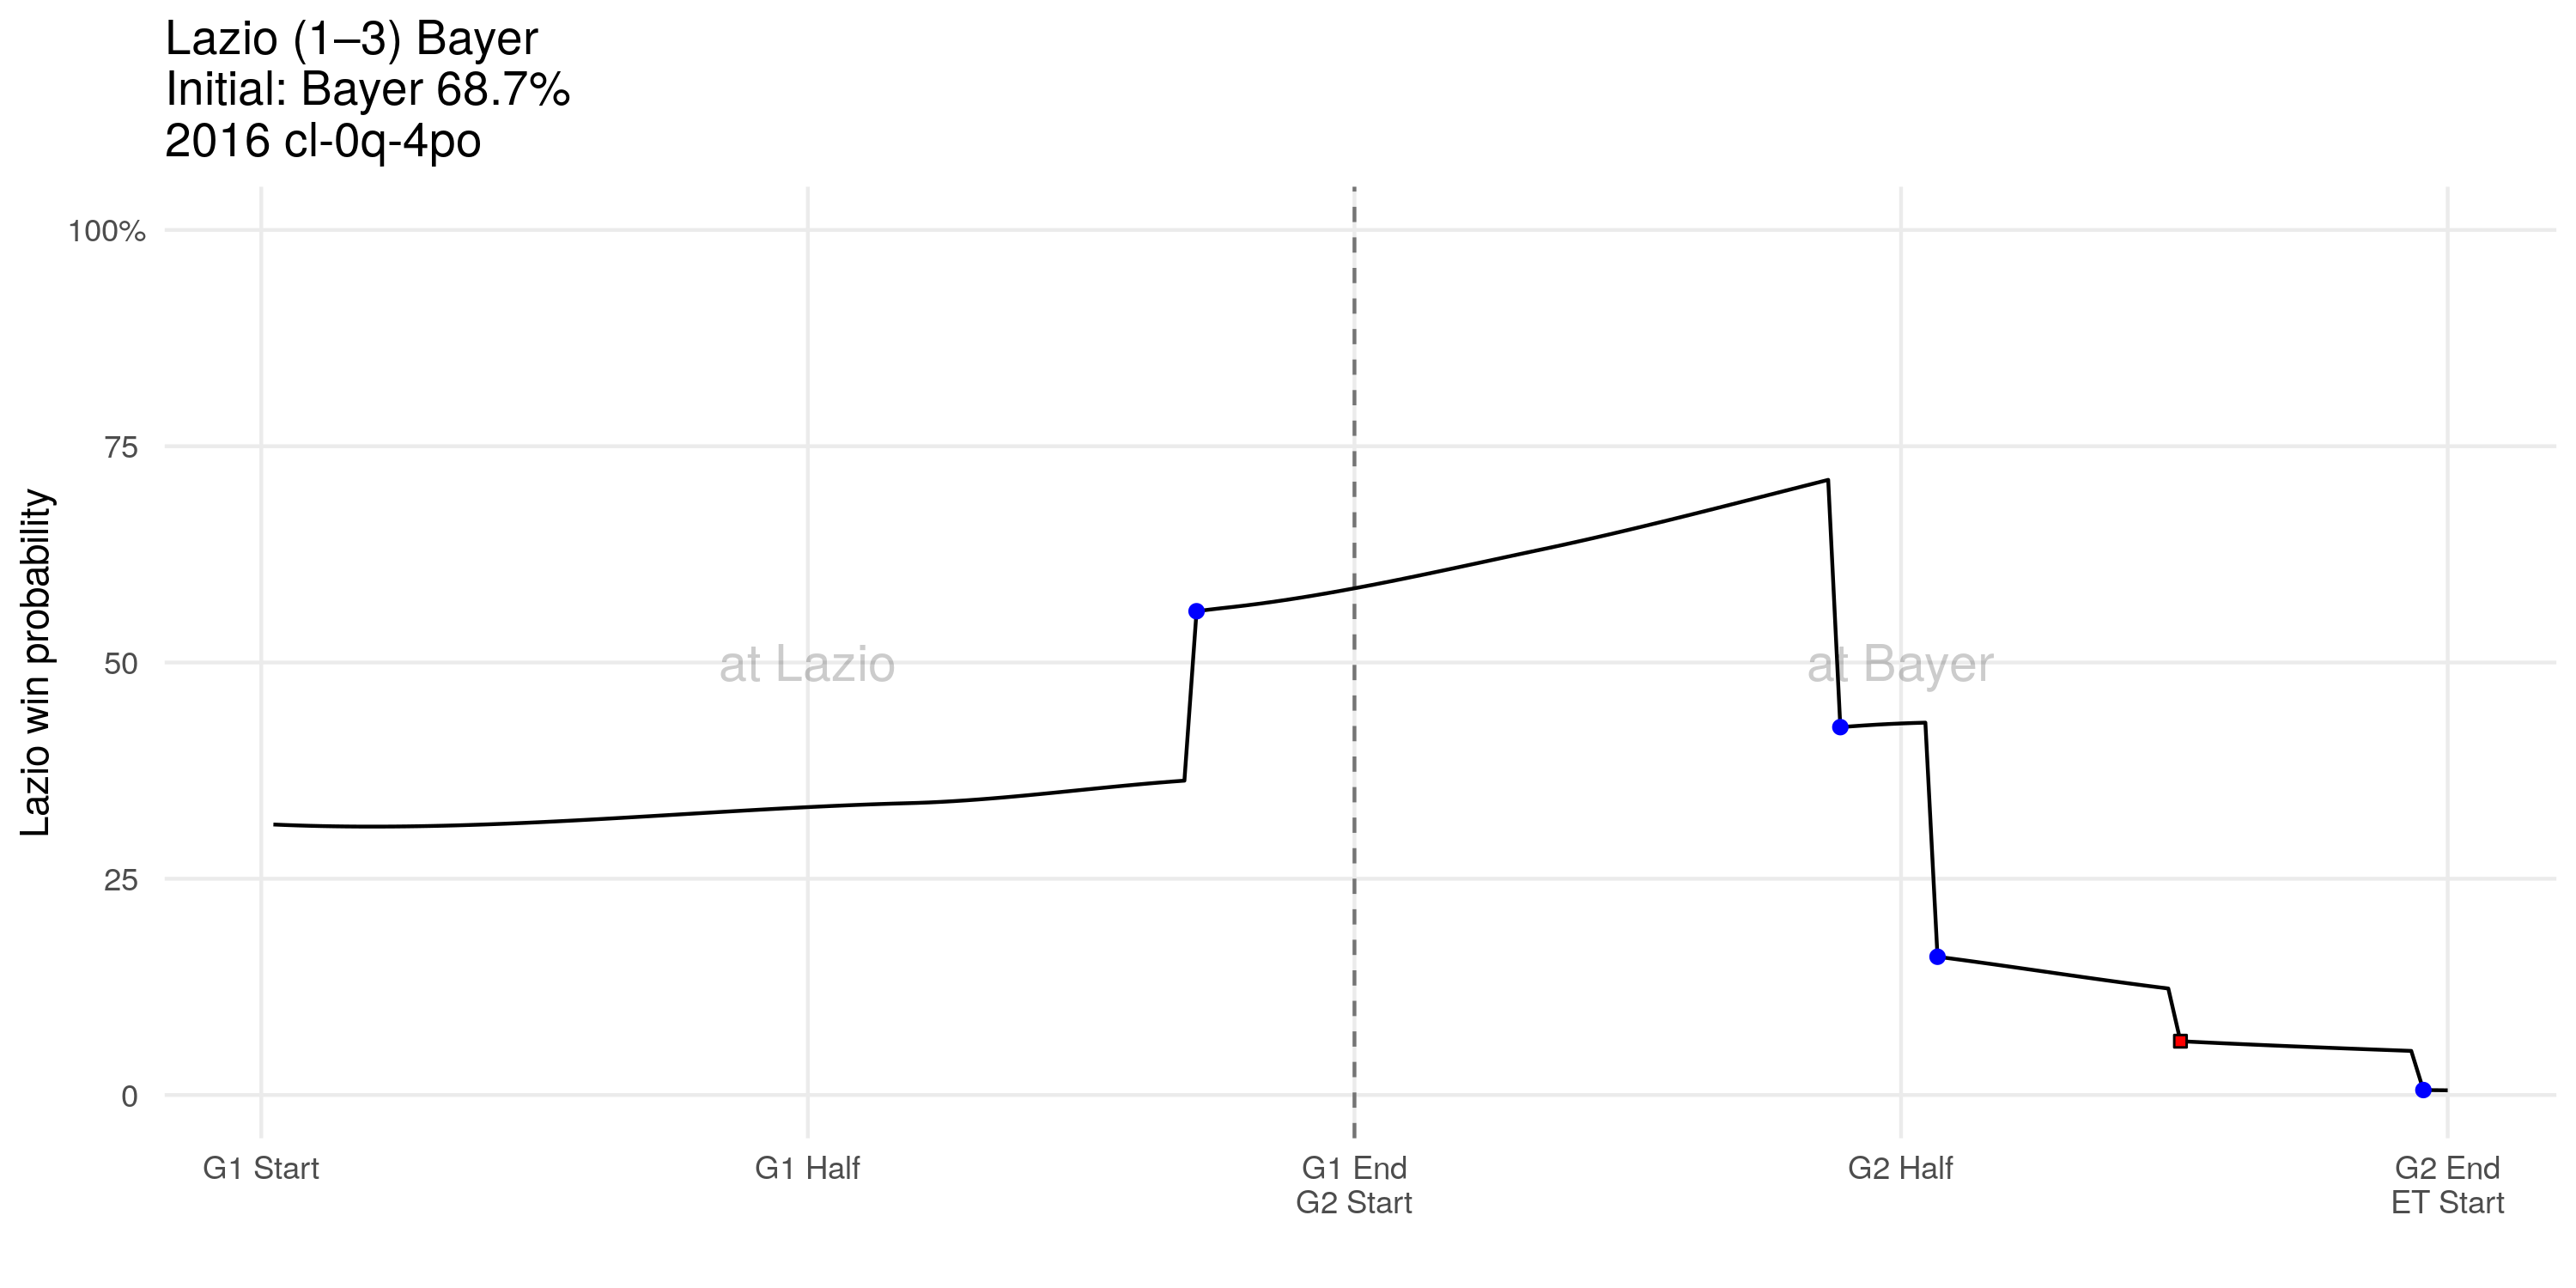 Lazio (1–3) Bayer
Initial: Bayer 68.7%
2016 cl-0q-4po
Lazio win probability
100%
75
50
25
0
at Lazio
at Bayer
G1 Start
G1 Half
G1 End
G2 Start
G2 Half
G2 End
ET Start